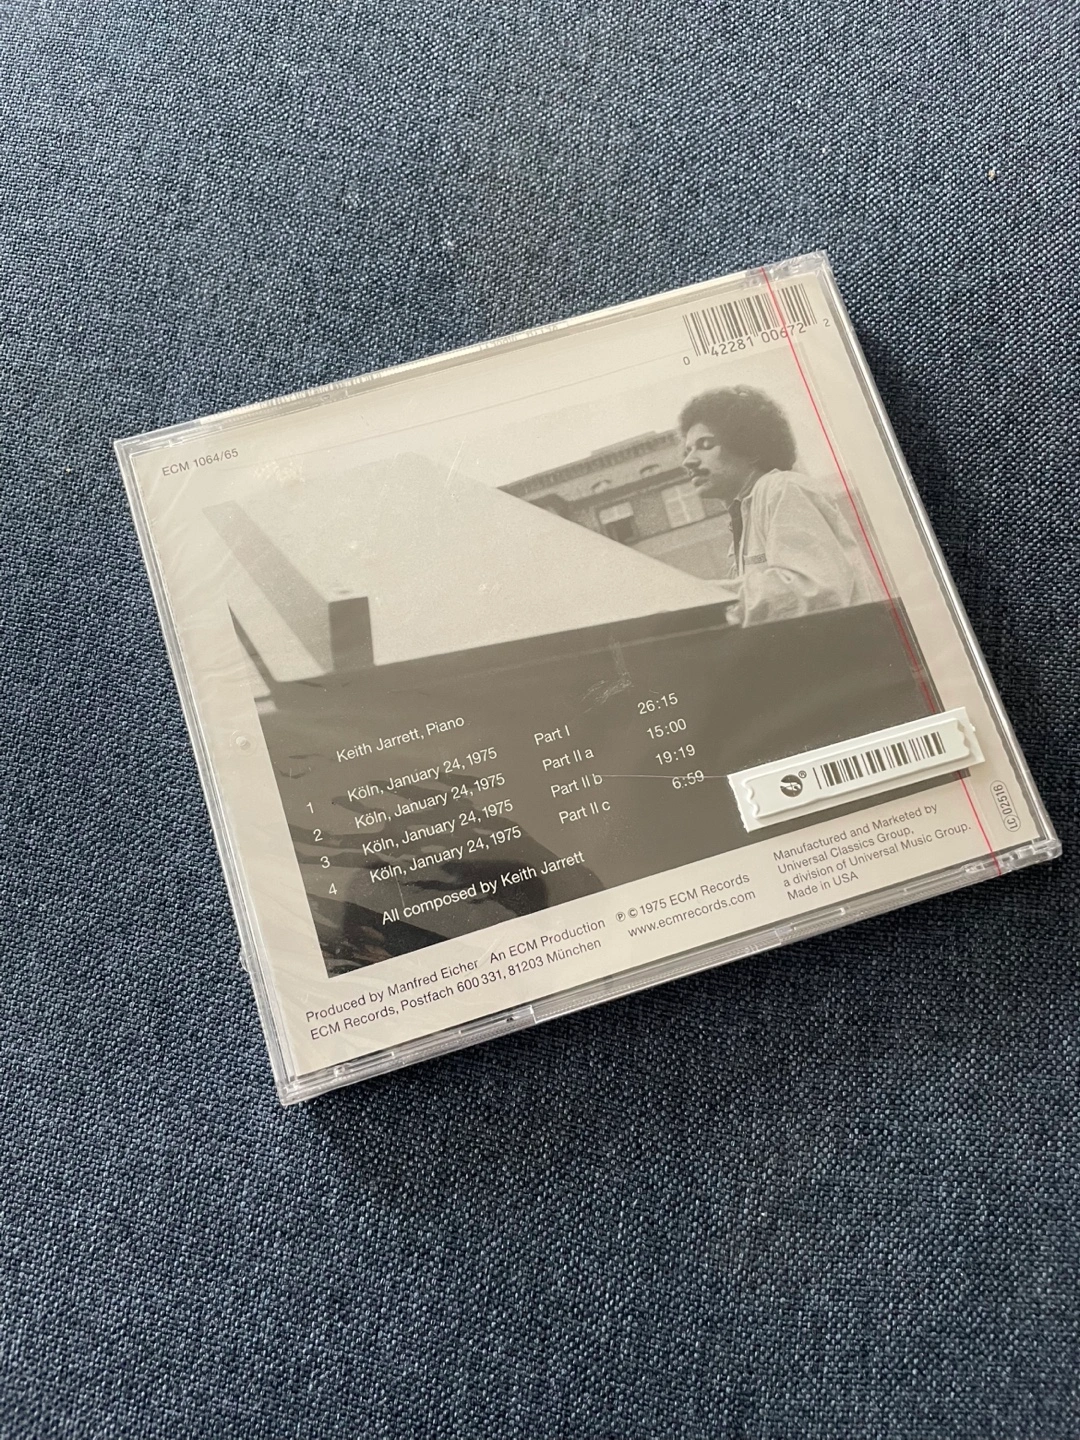 0 42281 00672 2
ECM 1064/65
Keith Jarrett, Piano
1 Köln, January 24, 1975 Part I 26:15
2 Köln, January 24, 1975 Part II a 15:00
3 Köln, January 24, 1975 Part II b 19:19
4 Köln, January 24, 1975 Part II c 6:59
All composed by Keith Jarrett
Produced by Manfred Eicher An ECM Production ℗ © 1975 ECM Records
ECM Records, Postfach 600 331, 81203 München www.ecmrecords.com
Manufactured and Marketed by
Universal Classics Group,
a division of Universal Music Group.
Made in USA
LC 02516
®